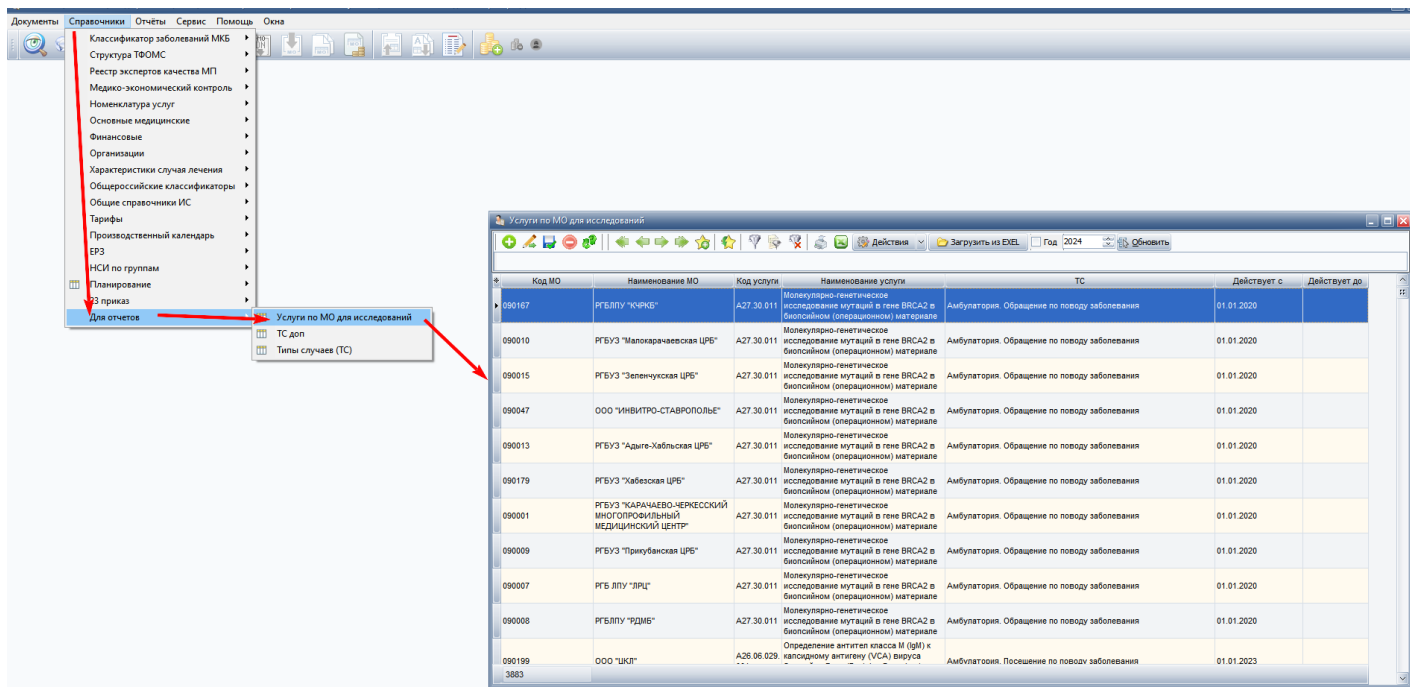 Документы Справочники Отчёты Сервис Помощь Окна
Классификатор заболеваний МКБ
Структура ТФОМС
Реестр экспертов качества МП
Медико-экономический контроль
Номенклатура услуг
Основные медицинские
Финансовые
Организации
Характеристики случая лечения
Общероссийские классификаторы
Общие справочники ИС
Тарифы
Производственный календарь
ЕРЗ
НСИ по группам
Планирование
приказ
Для отчетов
Услуги по МО для исследований
ТС доп
Типы случаев (ТС)
Услуги по МО для исследований
Действия Загрузить из EXEL Год 2024 Обновить
Код МО Наименование МО Код услуги Наименование услуги ТС Действует с Действует до
090167 РГБЛПУ "КЧРКБ" A27.30.011 Молекулярно-генетическое
исследование мутаций в гене BRCA2 в
биопсийном (операционном) материале
Амбулатория. Обращение по поводу заболевания 01.01.2020
090010 РГБУЗ "Малокарачаевская ЦРБ" A27.30.011 Молекулярно-генетическое
исследование мутаций в гене BRCA2 в
биопсийном (операционном) материале
Амбулатория. Обращение по поводу заболевания 01.01.2020
090015 РГБУЗ "Зеленчукская ЦРБ" A27.30.011 Молекулярно-генетическое
исследование мутаций в гене BRCA2 в
биопсийном (операционном) материале
Амбулатория. Обращение по поводу заболевания 01.01.2020
090047 ООО "ИНВИТРО-СТАВРОПОЛЬЕ" A27.30.011 Молекулярно-генетическое
исследование мутаций в гене BRCA2 в
биопсийном (операционном) материале
Амбулатория. Обращение по поводу заболевания 01.01.2020
090013 РГБУЗ "Адыге-Хабльская ЦРБ" A27.30.011 Молекулярно-генетическое
исследование мутаций в гене BRCA2 в
биопсийном (операционном) материале
Амбулатория. Обращение по поводу заболевания 01.01.2020
090179 РГБУЗ "Хабезская ЦРБ" A27.30.011 Молекулярно-генетическое
исследование мутаций в гене BRCA2 в
биопсийном (операционном) материале
Амбулатория. Обращение по поводу заболевания 01.01.2020
090001 РГБУЗ "КАРАЧАЕВО-ЧЕРКЕССКИЙ
МНОГОПРОФИЛЬНЫЙ
МЕДИЦИНСКИЙ ЦЕНТР"
A27.30.011 Молекулярно-генетическое
исследование мутаций в гене BRCA2 в
биопсийном (операционном) материале
Амбулатория. Обращение по поводу заболевания 01.01.2020
090009 РГБУЗ "Прикубанская ЦРБ" A27.30.011 Молекулярно-генетическое
исследование мутаций в гене BRCA2 в
биопсийном (операционном) материале
Амбулатория. Обращение по поводу заболевания 01.01.2020
090007 РГБ ЛПУ "ЛРЦ" A27.30.011 Молекулярно-генетическое
исследование мутаций в гене BRCA2 в
биопсийном (операционном) материале
Амбулатория. Обращение по поводу заболевания 01.01.2020
090008 РГБЛПУ "РДМБ" A27.30.011 Молекулярно-генетическое
исследование мутаций в гене BRCA2 в
биопсийном (операционном) материале
Амбулатория. Обращение по поводу заболевания 01.01.2020
090199 ООО "ЦКЛ" A26.06.029. Определение антител класса M (IgM) к
капсидному антигену (VCA) вируса
Амбулатория. Посещение по поводу заболевания 01.01.2023
3883